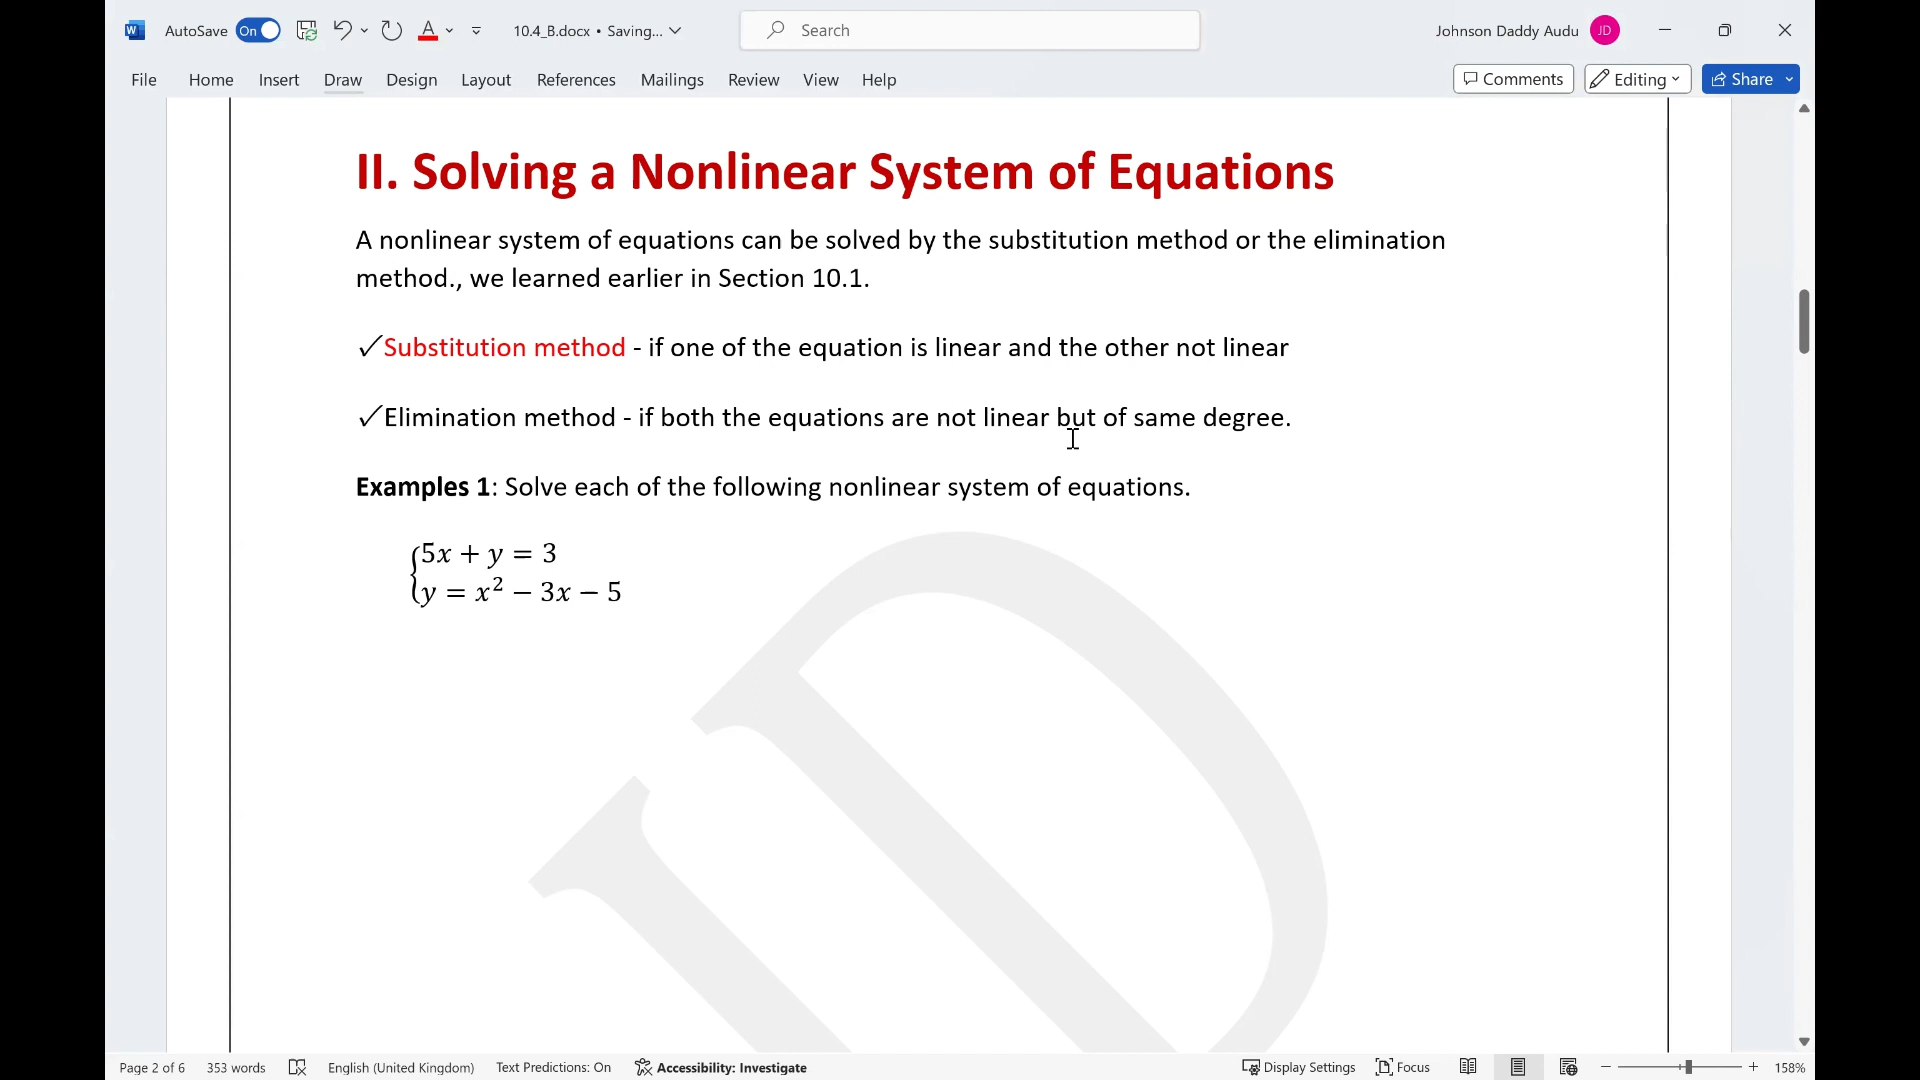 AutoSave On 10.4_B.docx • Saving... Search Johnson Daddy Audu JD
File Home Insert Draw Design Layout References Mailings Review View Help Comments Editing Share
II. Solving a Nonlinear System of Equations
A nonlinear system of equations can be solved by the substitution method or the elimination
method., we learned earlier in Section 10.1.
✓Substitution method - if one of the equation is linear and the other not linear
✓Elimination method - if both the equations are not linear but of same degree.
Examples 1: Solve each of the following nonlinear system of equations.
5x + y = 3
y = x² − 3x − 5
Page 2 of 6 353 words English (United Kingdom) Text Predictions: On Accessibility: Investigate Display Settings Focus 158%